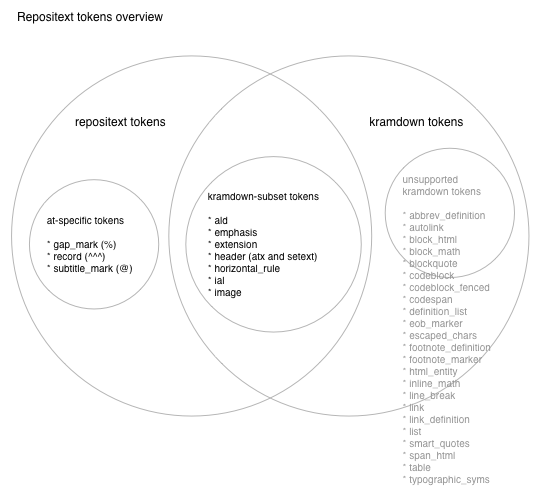 Repositext tokens overview
repositext tokens
kramdown tokens
at-specific tokens
* gap_mark (%)
* record (^^^)
* subtitle_mark (@)
kramdown-subset tokens
* ald
* emphasis
* extension
* header (atx and setext)
* horizontal_rule
* ial
* image
unsupported
kramdown tokens
* abbrev_definition
* autolink
* block_html
* block_math
* blockquote
* codeblock
* codeblock_fenced
* codespan
* definition_list
* eob_marker
* escaped_chars
* footnote_definition
* footnote_marker
* html_entity
* inline_math
* line_break
* link
* link_definition
* list
* smart_quotes
* span_html
* table
* typographic_syms